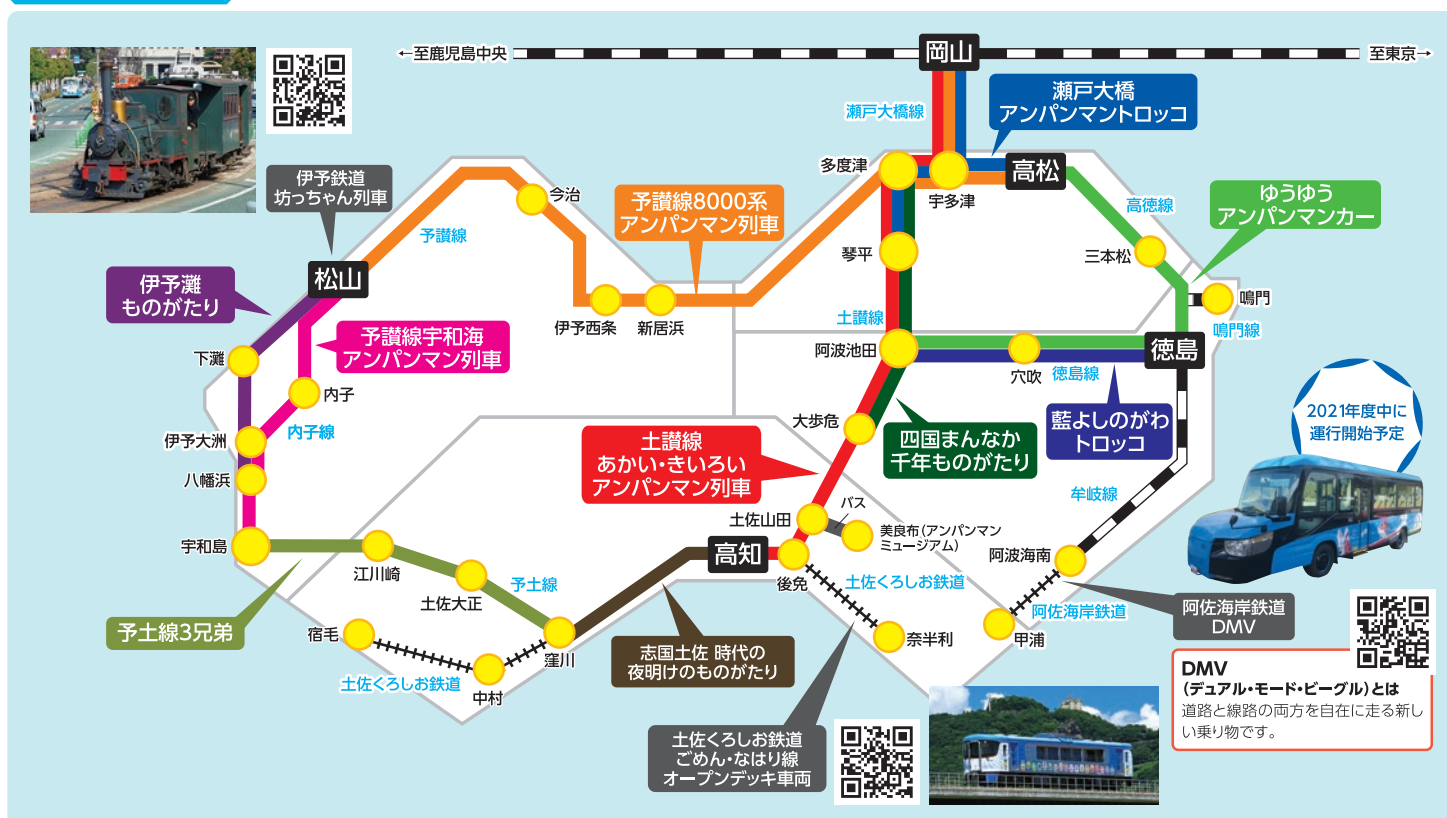 ←至鹿児島中央
岡山
至東京→
瀬戸大橋線
瀬戸大橋
アンパンマントロッコ
多度津
宇多津
高松
伊予鉄道
坊っちゃん列車
今治
予讃線8000系
アンパンマン列車
高徳線
ゆうゆう
アンパンマンカー
予讃線
琴平
三本松
松山
伊予灘
ものがたり
伊予西条
新居浜
鳴門
鳴門線
土讃線
予讃線宇和海
アンパンマン列車
下灘
阿波池田
穴吹
徳島線
徳島
内子
内子線
伊予大洲
八幡浜
大歩危
四国まんなか
千年ものがたり
藍よしのがわ
トロッコ
2021年度中に
運行開始予定
土讃線
あかい・きいろい
アンパンマン列車
牟岐線
土佐山田
バス
美良布(アンパンマン
ミュージアム)
宇和島
江川崎
土佐大正
予土線
高知
後免
土佐くろしお鉄道
阿波海南
阿佐海岸鉄道
阿佐海岸鉄道
DMV
予土線3兄弟
宿毛
土佐くろしお鉄道
中村
窪川
志国土佐 時代の
夜明けのものがたり
奈半利
甲浦
DMV
(デュアル・モード・ビークル)とは
道路と線路の両方を自在に走る新し
い乗り物です。
土佐くろしお鉄道
ごめん・なはり線
オープンデッキ車両